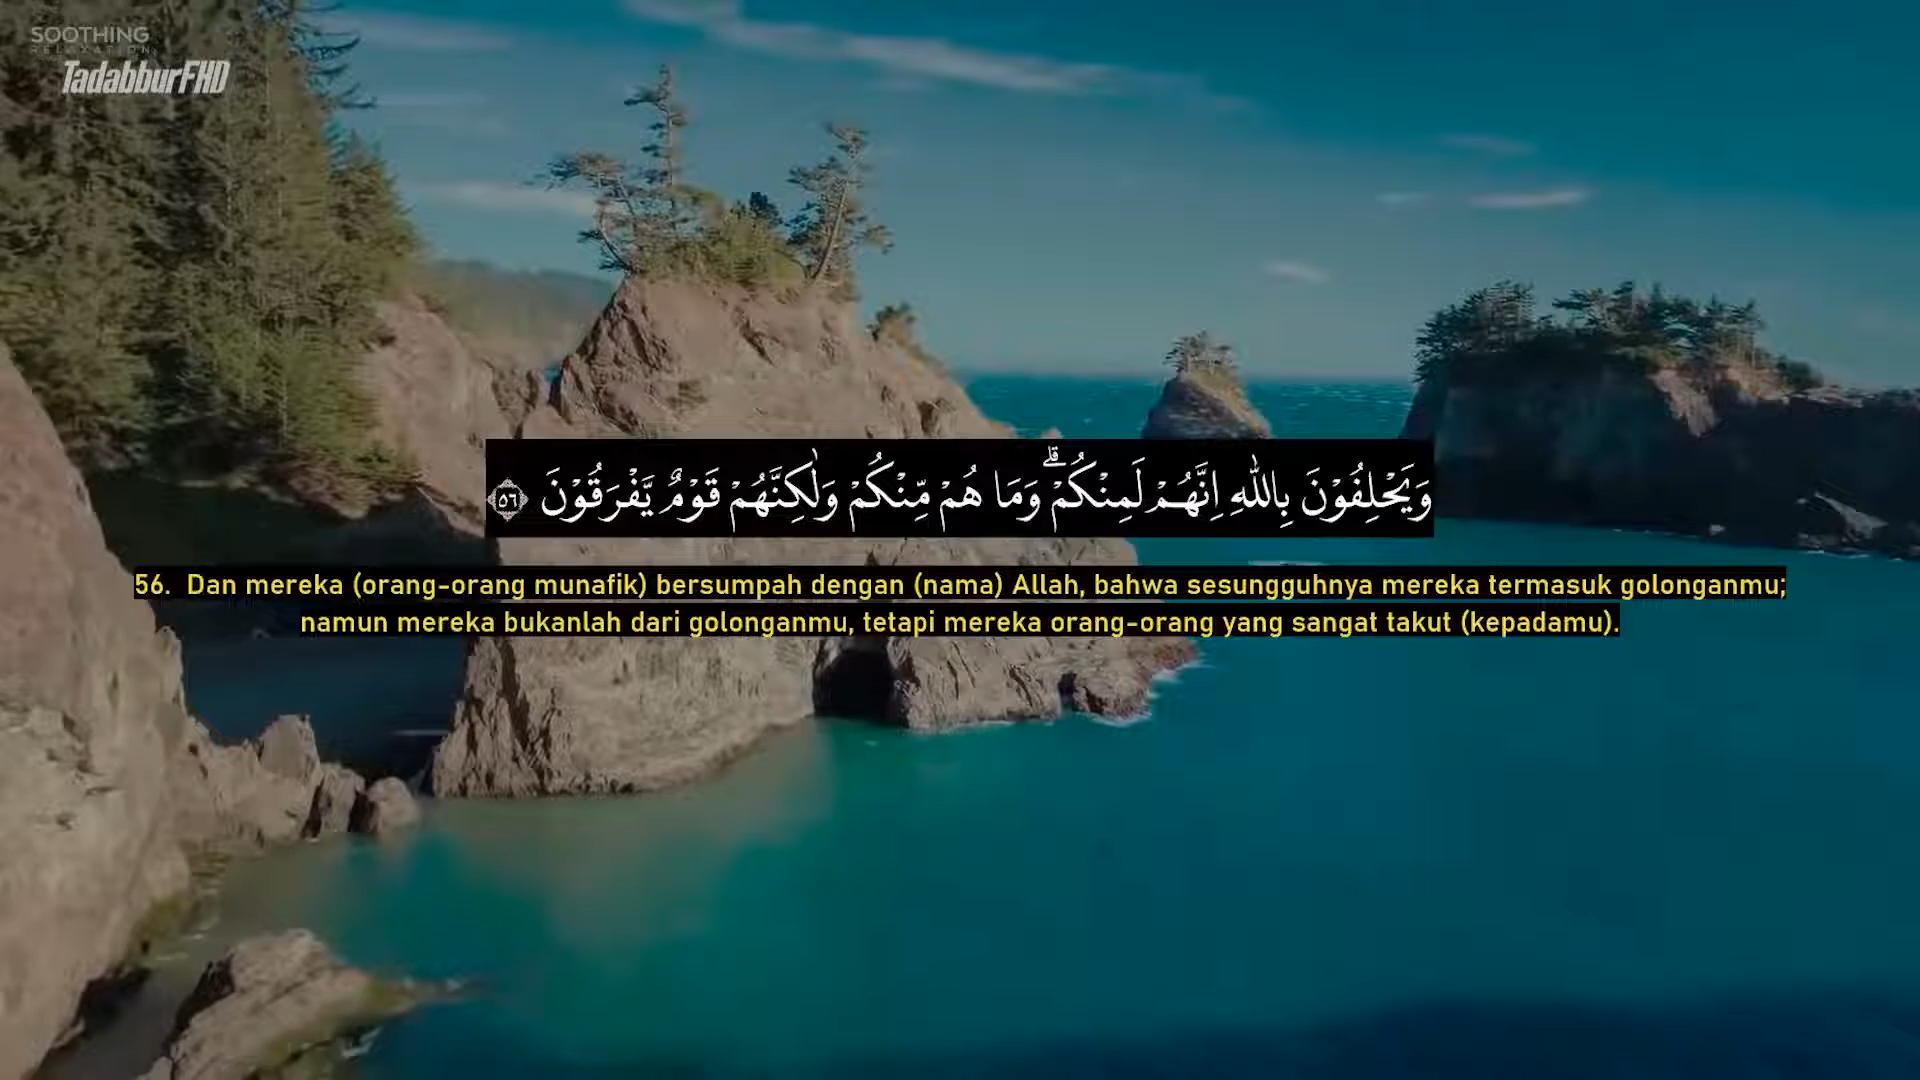 SOOTHING
RELAXATION
TadabburFHD
وَيَحْلِفُوْنَ بِاللّٰهِ اِنَّهُمْ لَمِنْكُمْۗ وَمَا هُمْ مِّنْكُمْ وَلٰكِنَّهُمْ قَوْمٌ يَّفْرَقُوْنَ ٥٦
56. Dan mereka (orang-orang munafik) bersumpah dengan (nama) Allah, bahwa sesungguhnya mereka termasuk golonganmu;
namun mereka bukanlah dari golonganmu, tetapi mereka orang-orang yang sangat takut (kepadamu).